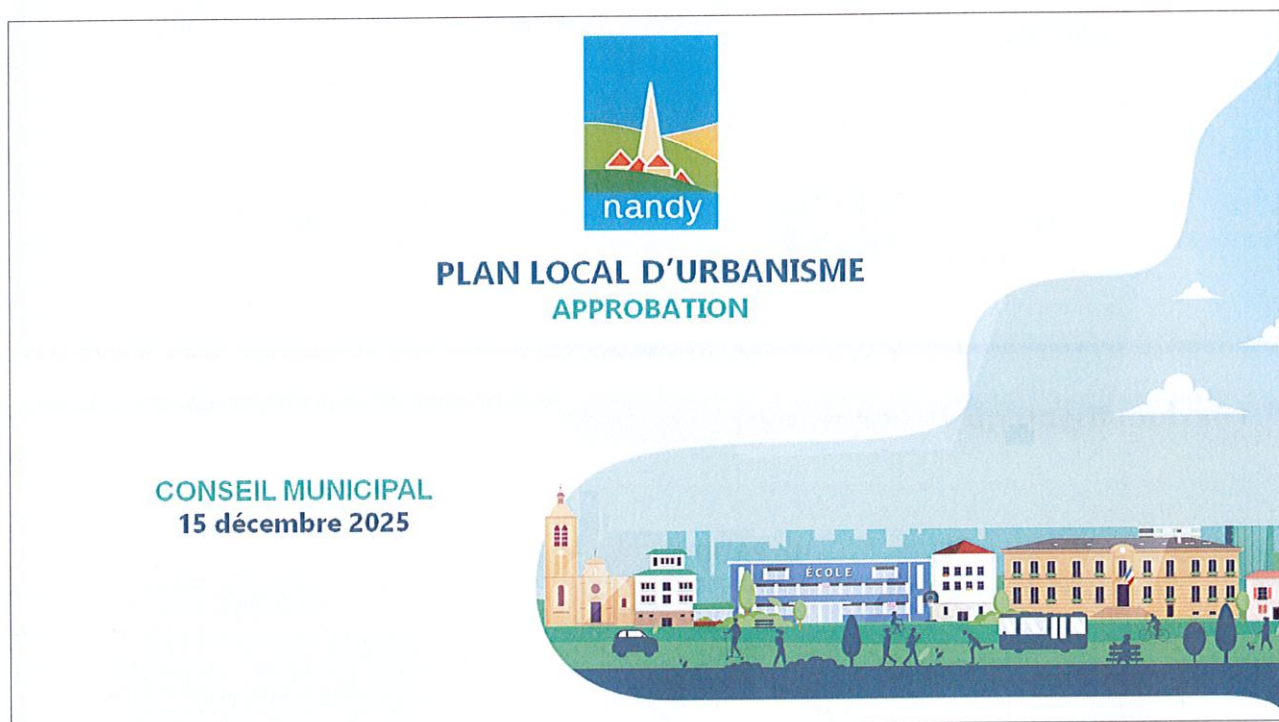 nandy
PLAN LOCAL D'URBANISME
APPROBATION
CONSEIL MUNICIPAL
15 décembre 2025
ÉCOLE